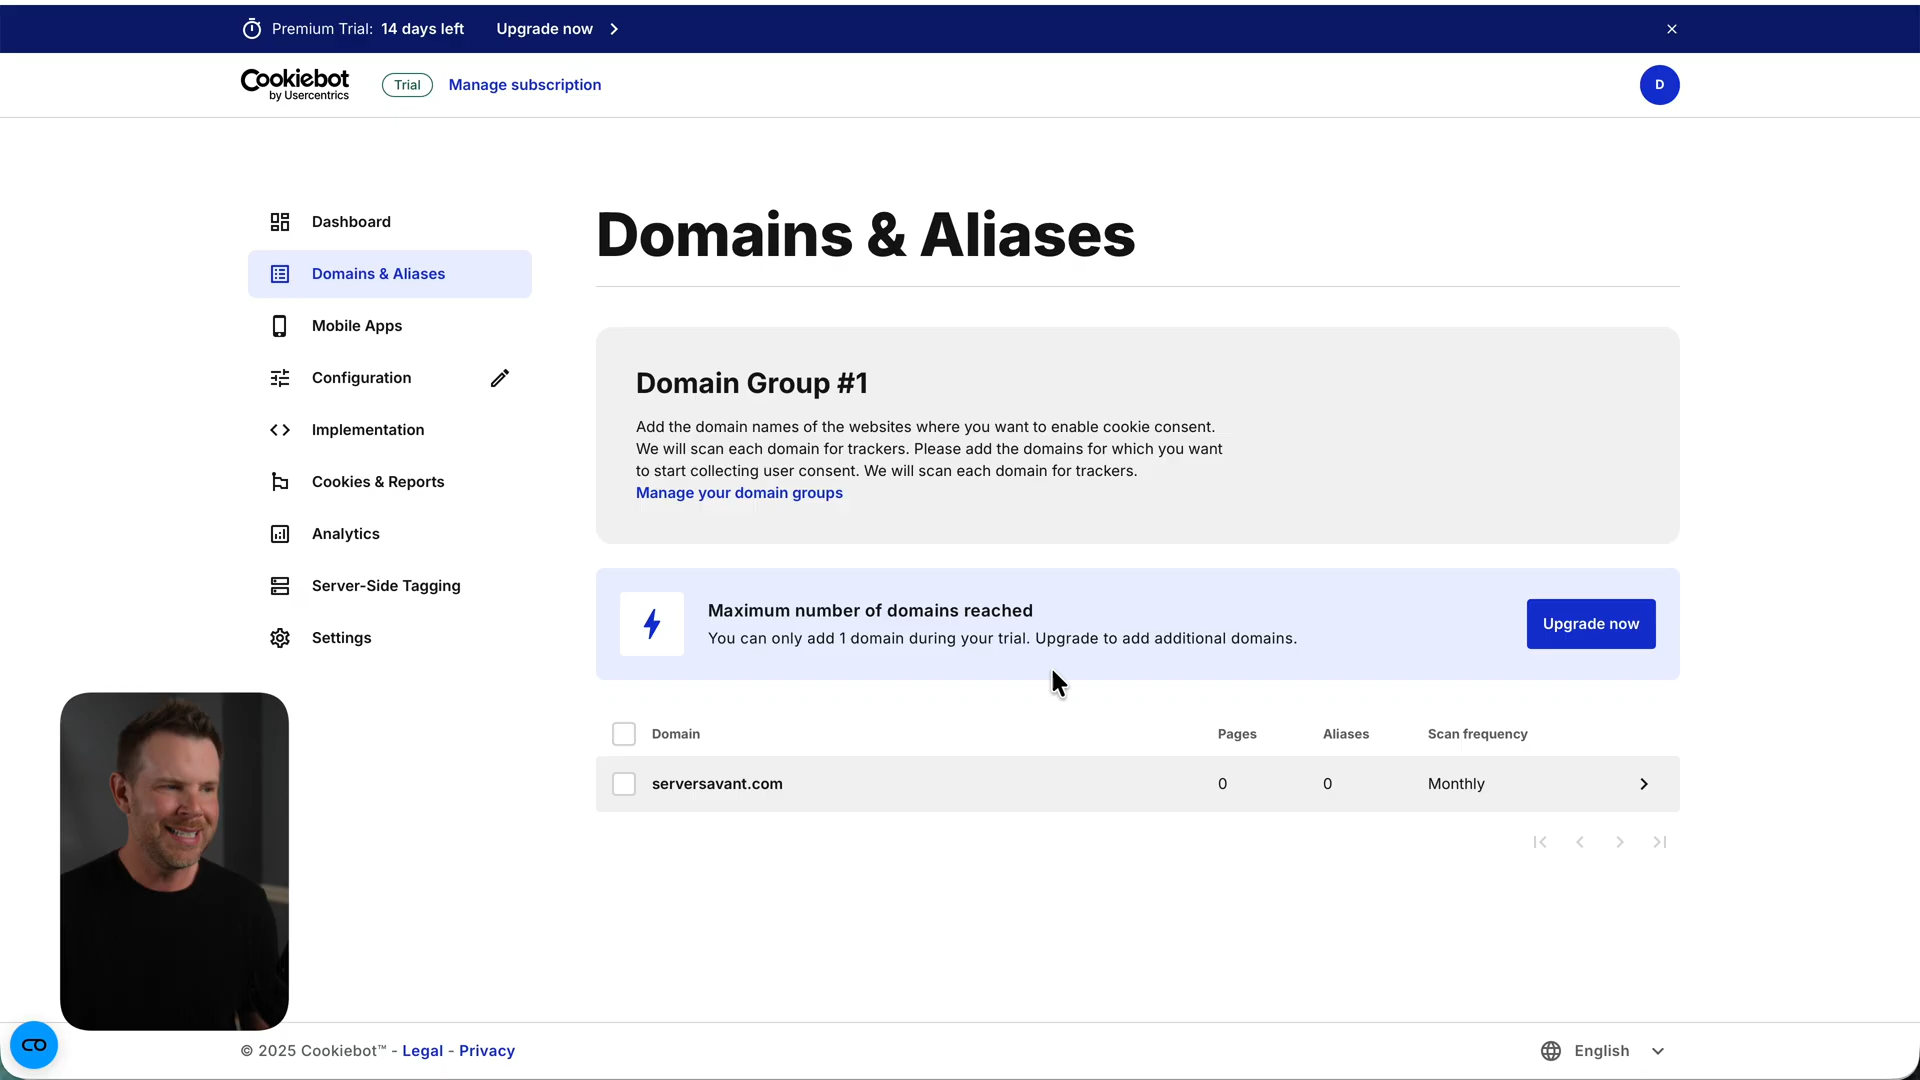 Premium Trial: 14 days left Upgrade now
Cookiebot
by Usercentrics
Trial
Manage subscription
D
Dashboard
Domains & Aliases
Mobile Apps
Configuration
Implementation
Cookies & Reports
Analytics
Server-Side Tagging
Settings
Domains & Aliases
Domain Group #1
Add the domain names of the websites where you want to enable cookie consent.
We will scan each domain for trackers. Please add the domains for which you want
to start collecting user consent. We will scan each domain for trackers.
Manage your domain groups
Maximum number of domains reached
You can only add 1 domain during your trial. Upgrade to add additional domains.
Upgrade now
Domain Pages Aliases Scan frequency
serversavant.com 0 0 Monthly
© 2025 Cookiebot™ - Legal - Privacy
English